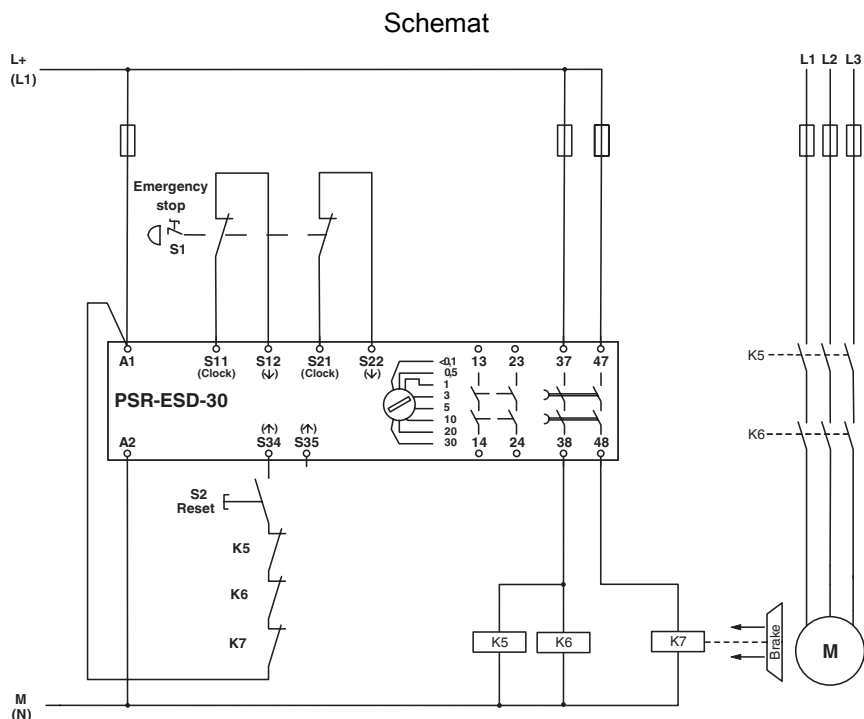 Schemat
L+
(L1)
L1 L2 L3
Emergency
stop
S1
K5
K6
A1 S11 S12 S21 S22 13 23 37 47
(Clock) (↓) (Clock) (↓)
<0,1
0,5
1
3
5
10
20
30
PSR-ESD-30
(↑) (↑)
A2 S34 S35 14 24 38 48
S2
Reset
K5
K6
K7
K5 K6 K7
Brake
M
M
(N)